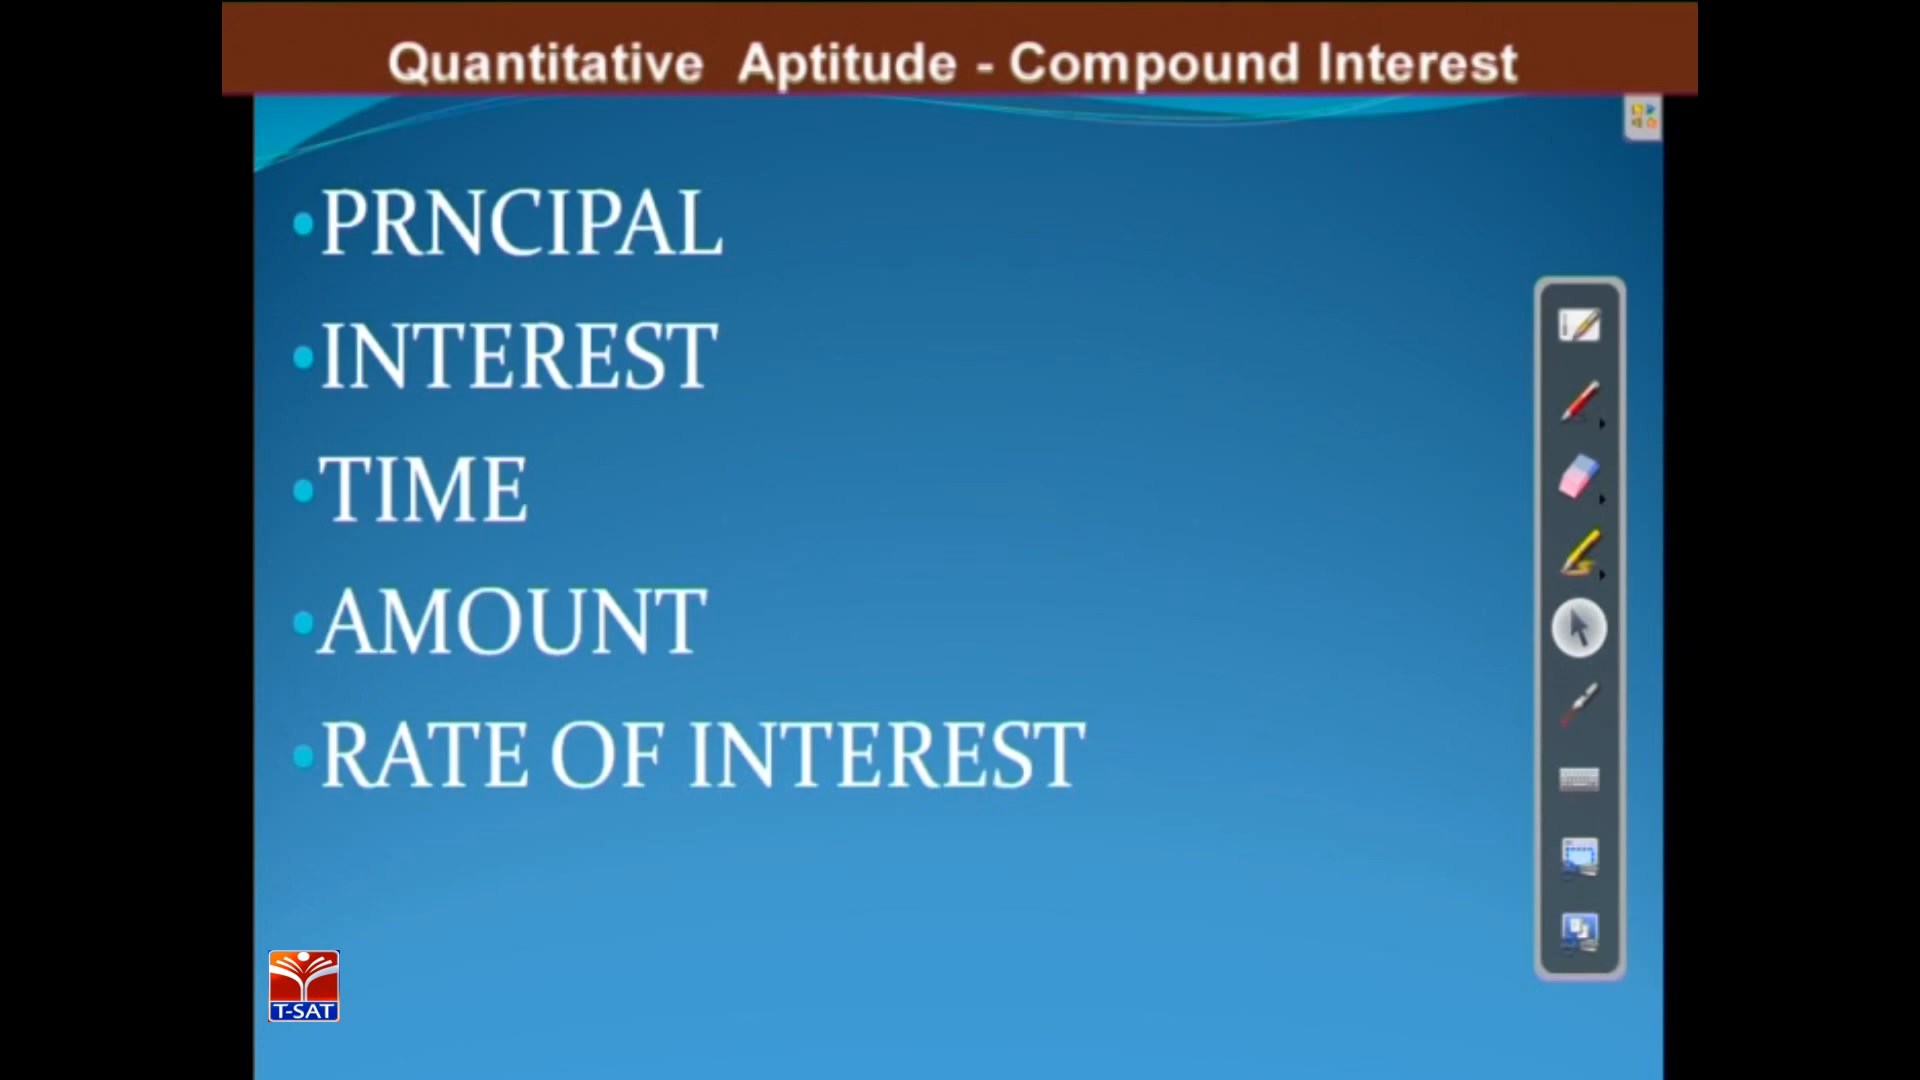 Quantitative Aptitude - Compound Interest
•PRNCIPAL
•INTEREST
•TIME
•AMOUNT
•RATE OF INTEREST
T-SAT